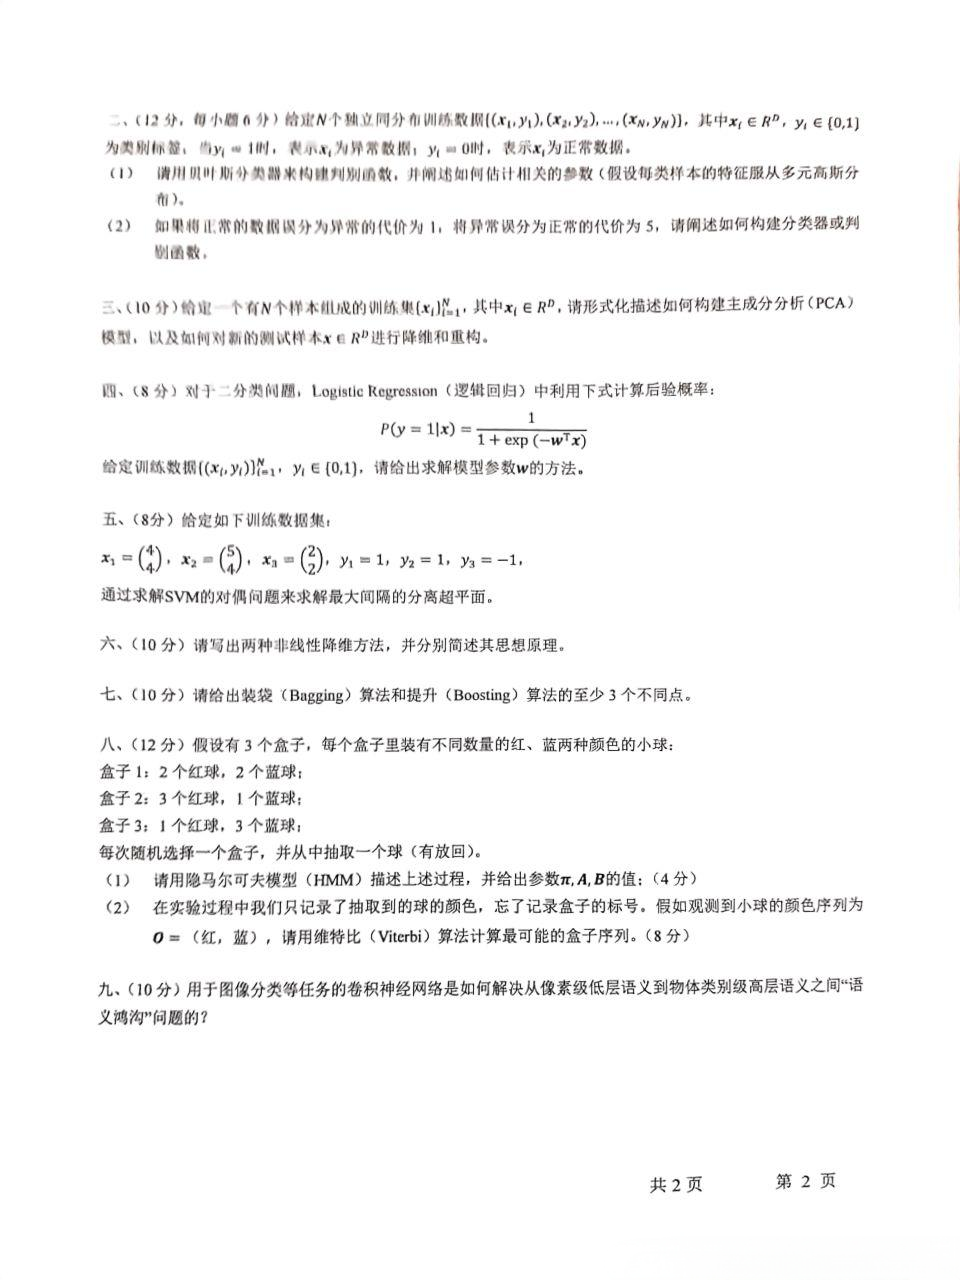 二、（12 分，每小题 6 分）给定N个独立同分布训练数据{(x₁, y₁), (x₂, y₂), …, (x_N, y_N)}，其中xᵢ ∈ R^D，yᵢ ∈ {0,1}
为类别标签，当yᵢ = 1时，表示xᵢ为异常数据；yᵢ = 0时，表示xᵢ为正常数据。
（1） 请用贝叶斯分类器来构建判别函数，并阐述如何估计相关的参数（假设每类样本的特征服从多元高斯分
布）。
（2） 如果将正常的数据误分为异常的代价为 1，将异常误分为正常的代价为 5，请阐述如何构建分类器或判
别函数。
三、（10 分）给定一个有N个样本组成的训练集{xᵢ}ᵢ₌₁^N，其中xᵢ ∈ R^D，请形式化描述如何构建主成分分析（PCA）
模型，以及如何对新的测试样本x ∈ R^D进行降维和重构。
四、（8 分）对于二分类问题，Logistic Regression（逻辑回归）中利用下式计算后验概率：
P(y = 1|x) = 1 / (1 + exp (−wᵀx))
给定训练数据{(xᵢ, yᵢ)}ᵢ₌₁^N，yᵢ ∈ {0,1}，请给出求解模型参数w的方法。
五、（8分）给定如下训练数据集：
x₁ = (4 4)，x₂ = (5 4)，x₃ = (2 2)，y₁ = 1，y₂ = 1，y₃ = −1，
通过求解SVM的对偶问题来求解最大间隔的分离超平面。
六、（10 分）请写出两种非线性降维方法，并分别简述其思想原理。
七、（10 分）请给出装袋（Bagging）算法和提升（Boosting）算法的至少 3 个不同点。
八、（12 分）假设有 3 个盒子，每个盒子里装有不同数量的红、蓝两种颜色的小球：
盒子 1：2 个红球，2 个蓝球；
盒子 2：3 个红球，1 个蓝球；
盒子 3：1 个红球，3 个蓝球；
每次随机选择一个盒子，并从中抽取一个球（有放回）。
（1） 请用隐马尔可夫模型（HMM）描述上述过程，并给出参数π, A, B的值；（4 分）
（2） 在实验过程中我们只记录了抽取到的球的颜色，忘了记录盒子的标号。假如观测到小球的颜色序列为
O = （红，蓝），请用维特比（Viterbi）算法计算最可能的盒子序列。（8 分）
九、（10 分）用于图像分类等任务的卷积神经网络是如何解决从像素级低层语义到物体类别级高层语义之间“语
义鸿沟”问题的？
共 2 页 第 2 页